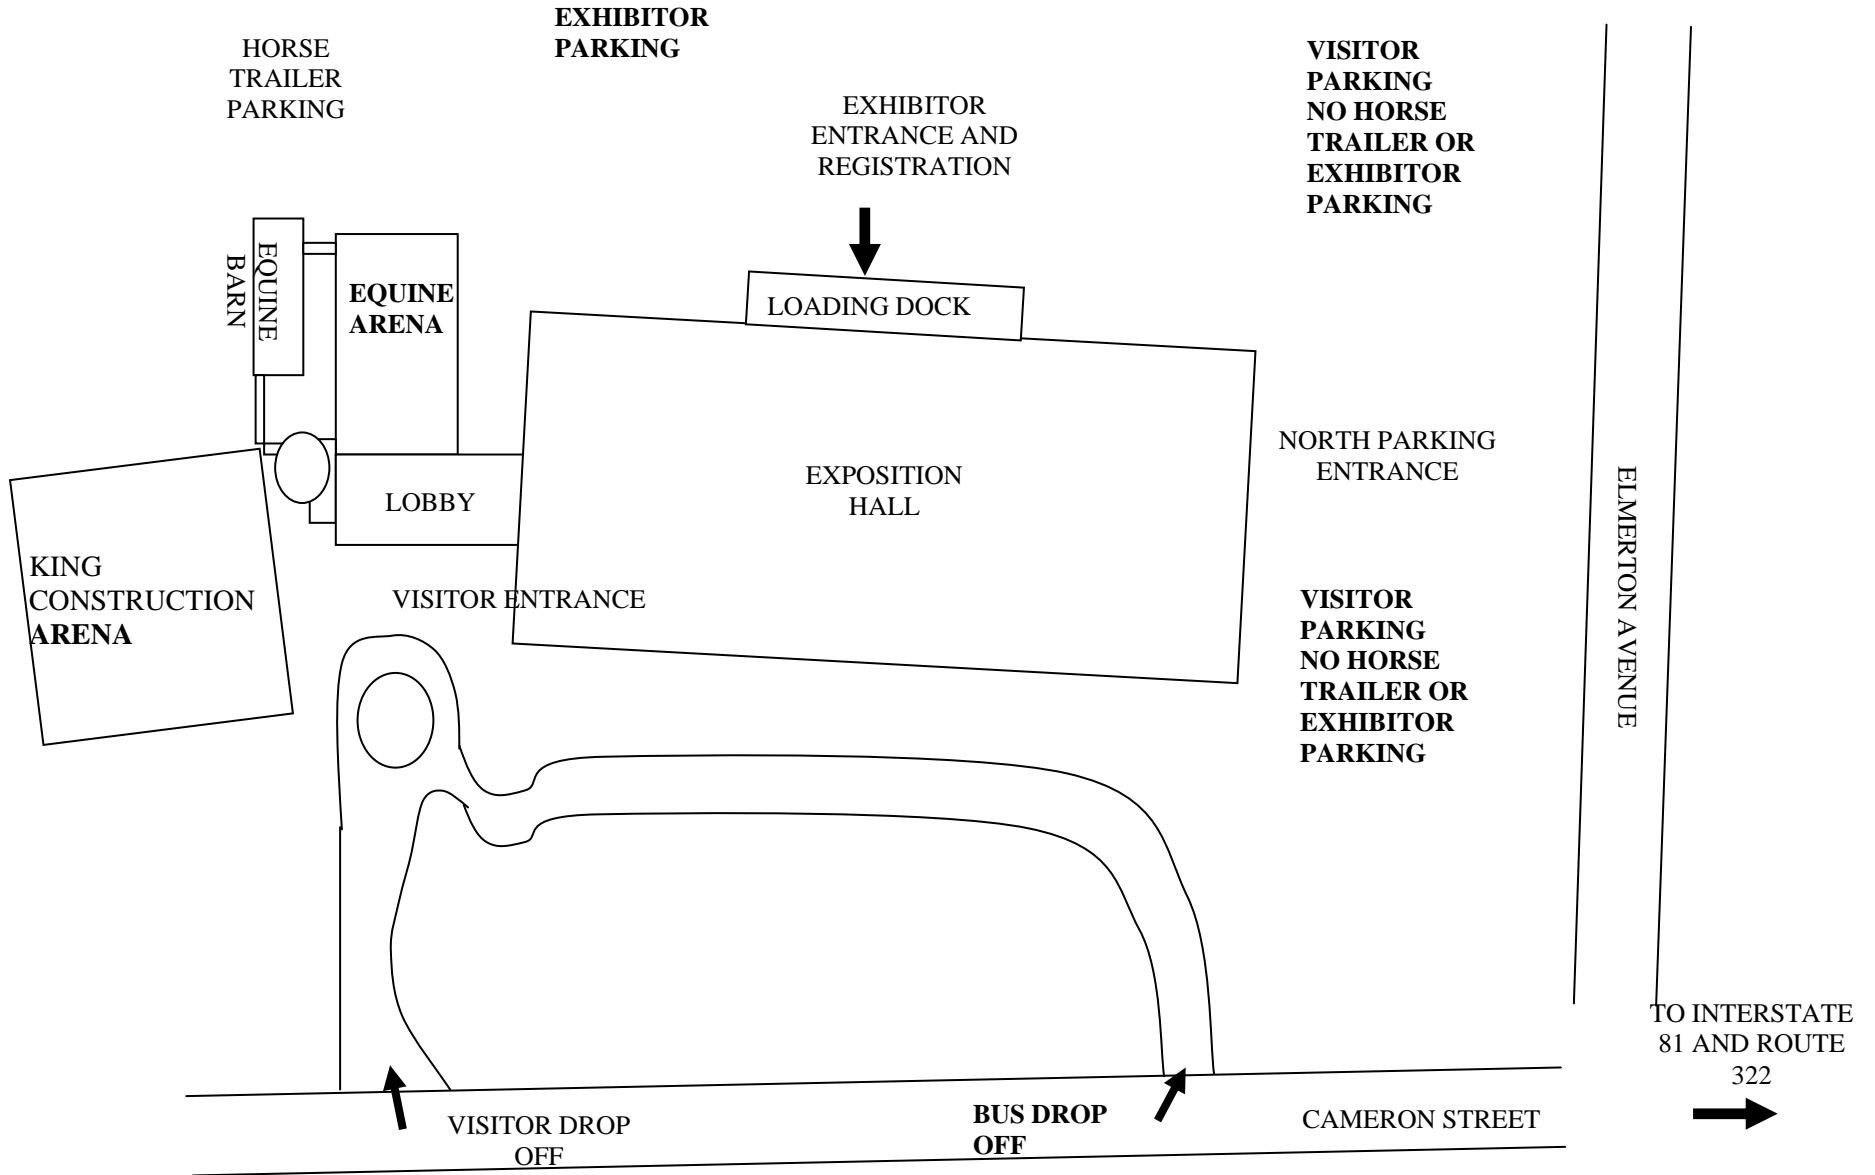 EXHIBITOR
PARKING
HORSE
TRAILER
PARKING
VISITOR
PARKING
NO HORSE
TRAILER OR
EXHIBITOR
PARKING
EXHIBITOR
ENTRANCE AND
REGISTRATION
EQUINE
BARN
EQUINE
ARENA
LOADING DOCK
NORTH PARKING
ENTRANCE
EXPOSITION
HALL
LOBBY
ELMERTON AVENUE
KING
CONSTRUCTION
ARENA
VISITOR ENTRANCE
VISITOR
PARKING
NO HORSE
TRAILER OR
EXHIBITOR
PARKING
TO INTERSTATE
81 AND ROUTE
322
VISITOR DROP
OFF
BUS DROP
OFF
CAMERON STREET